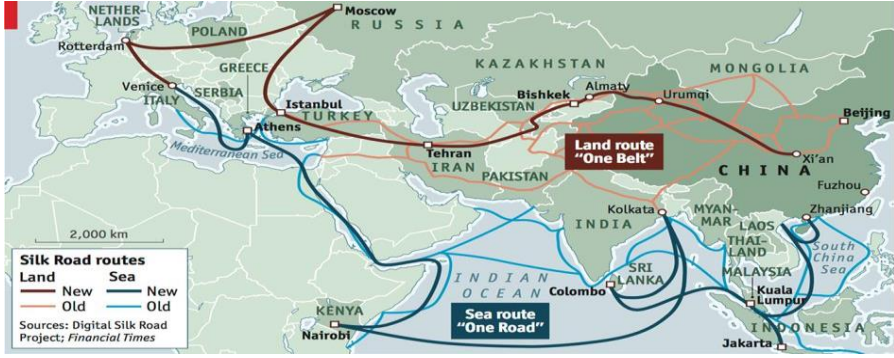 Moscow
NETHER-
LANDS
RUSSIA
Rotterdam
POLAND
KAZAKHSTAN
MONGOLIA
GREECE
Venice
ITALY
SERBIA
Bishkek
Almaty
Urumqi
Istanbul
UZBEKISTAN
TURKEY
Beijing
Athens
Mediterranean Sea
Tehran
IRAN
Land route
"One Belt"
Xi'an
CHINA
PAKISTAN
Fuzhou
Kolkata
MYAN-
MAR
Zhanjiang
INDIA
LAOS
THAI-
LAND
South
China
Sea
2,000 km
Silk Road routes
Land
Sea
New
New
Old
Old
Sources: Digital Silk Road
Project; Financial Times
INDIAN
OCEAN
SRI
LANKA
Colombo
MALAYSIA
Kuala
Lumpur
KENYA
Nairobi
Sea route
"One Road"
INDONESIA
Jakarta